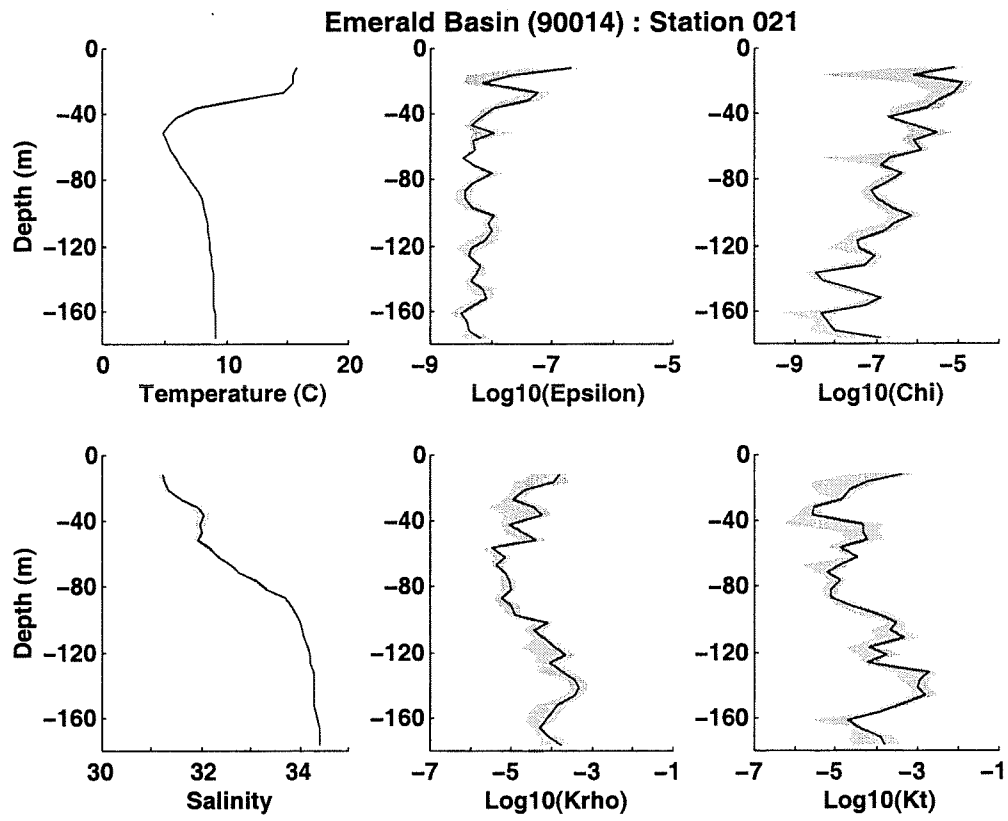 Emerald Basin (90014) : Station 021
0
−40
−80
−120
−160
Depth (m)
0 10 20
Temperature (C)
0
−40
−80
−120
−160
−9 −7 −5
Log10(Epsilon)
0
−40
−80
−120
−160
−9 −7 −5
Log10(Chi)
0
−40
−80
−120
−160
Depth (m)
30 32 34
Salinity
0
−40
−80
−120
−160
−7 −5 −3 −1
Log10(Krho)
0
−40
−80
−120
−160
−7 −5 −3 −1
Log10(Kt)